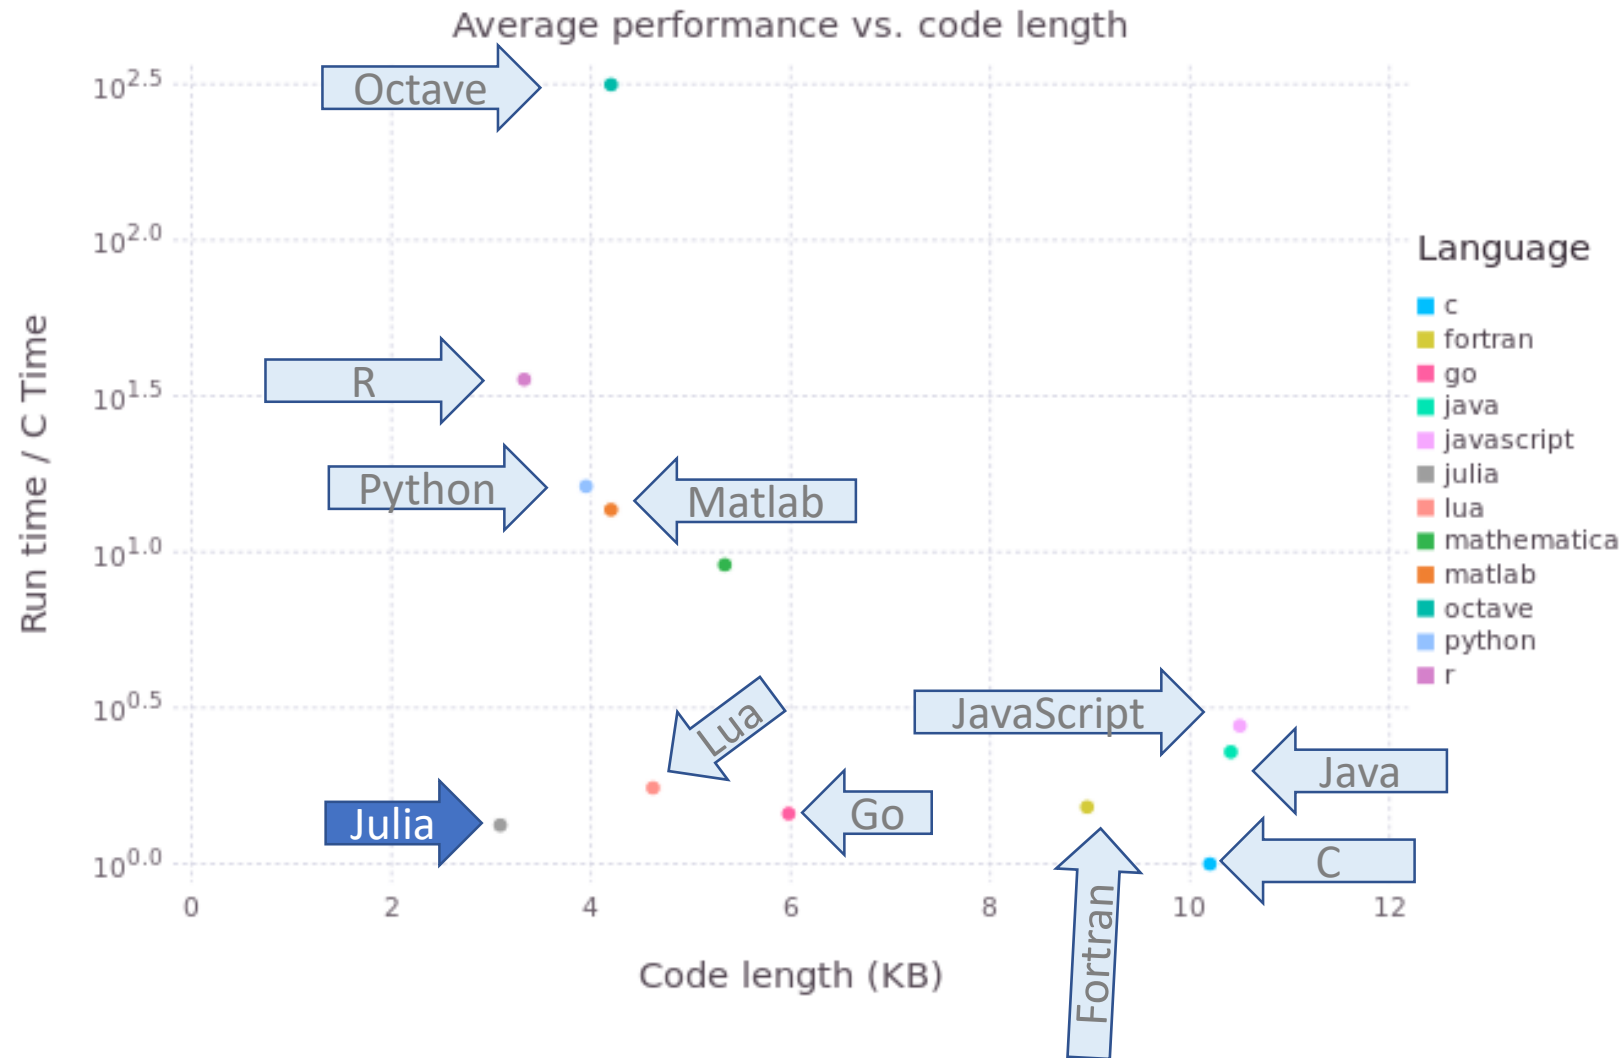 Average performance vs. code length
10^2.5
10^2.0
10^1.5
10^1.0
10^0.5
10^0.0
Run time / C Time
0 2 4 6 8 10 12
Code length (KB)
Octave
R
Python
Matlab
Lua
JavaScript
Java
Julia
Go
C
Fortran
Language
c
fortran
go
java
javascript
julia
lua
mathematica
matlab
octave
python
r